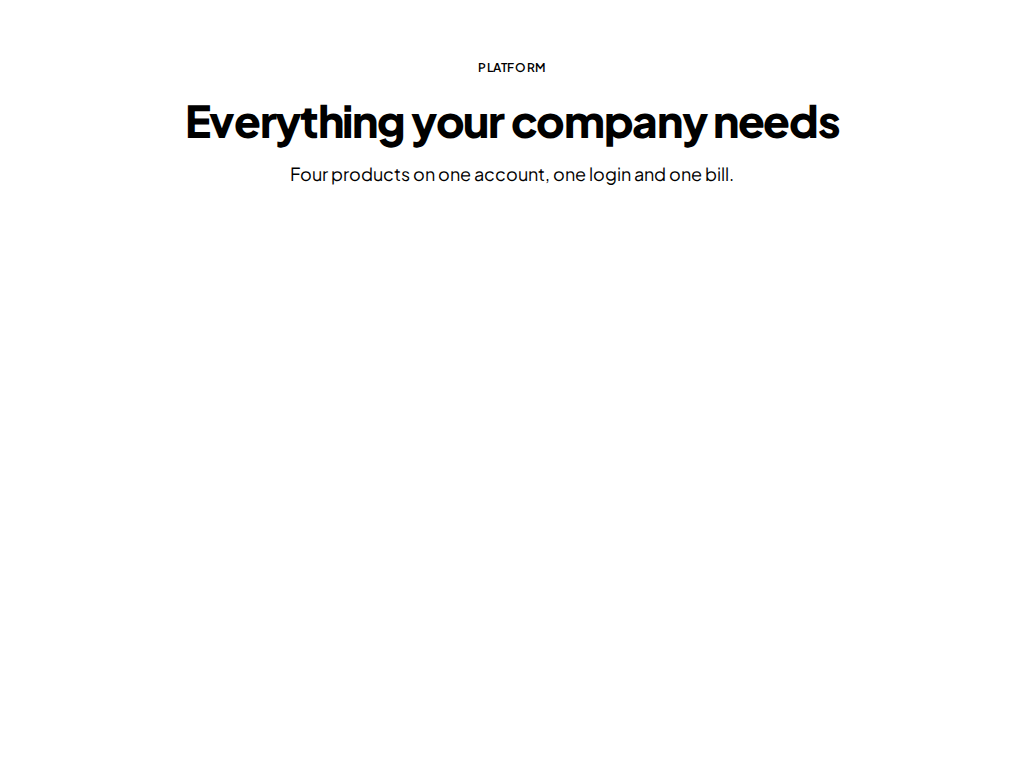 PLATFORM
Everything your company needs
Four products on one account, one login and one bill.